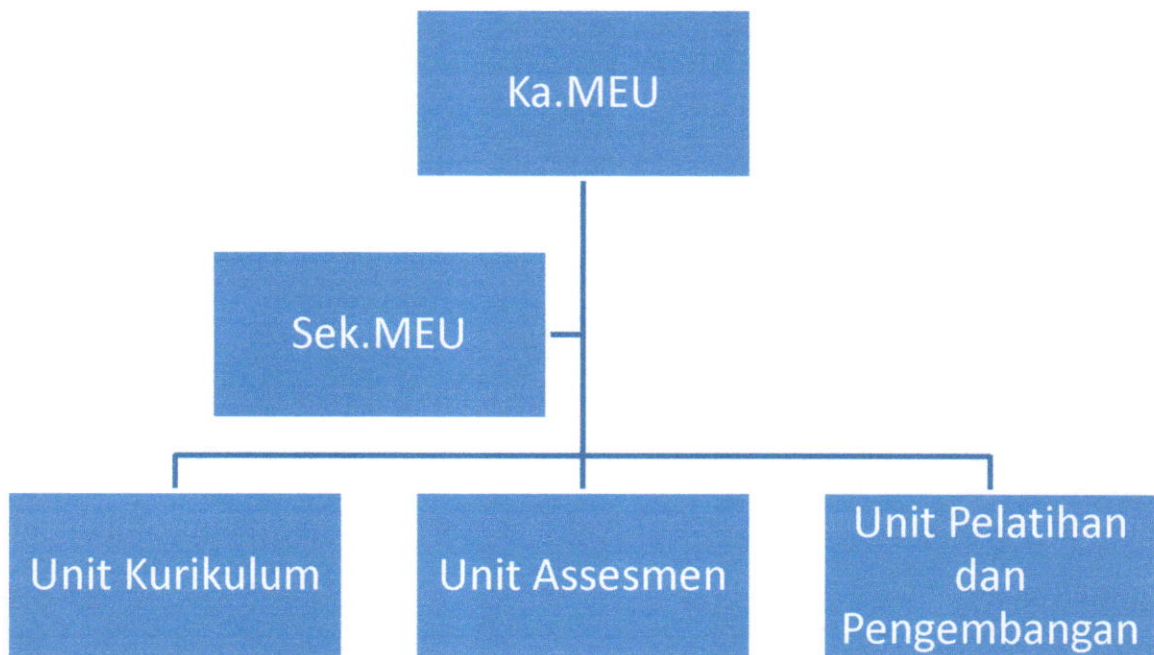 Ka.MEU
Sek.MEU
Unit Kurikulum
Unit Assesmen
Unit Pelatihan
dan
Pengembangan